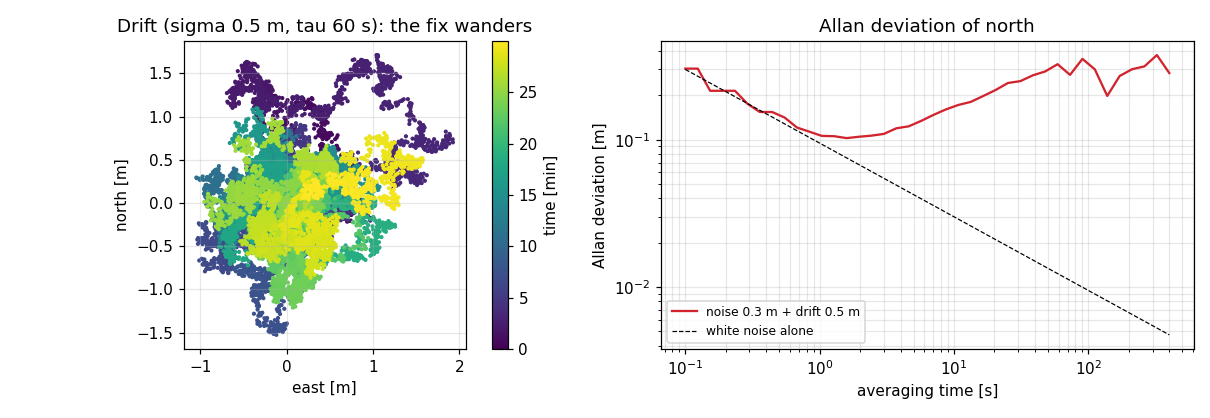 Drift (sigma 0.5 m, tau 60 s): the fix wanders
1.5
1.0
0.5
0.0
−0.5
−1.0
−1.5
north [m]
−1
0
1
2
east [m]
25
20
15
10
5
0
time [min]
Allan deviation of north
10⁻¹
10⁻²
Allan deviation [m]
noise 0.3 m + drift 0.5 m
white noise alone
10⁻¹
10⁰
10¹
10²
averaging time [s]